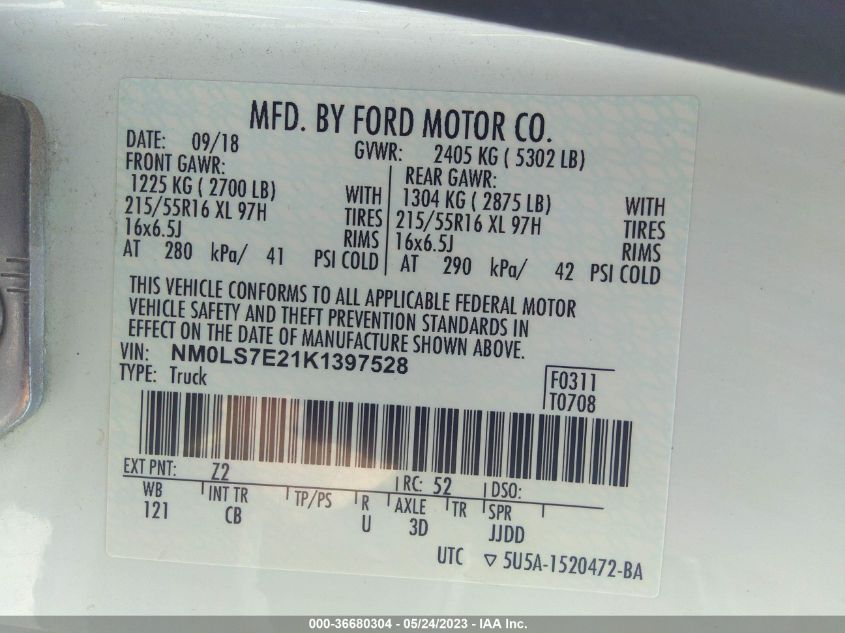 MFD. BY FORD MOTOR CO.
DATE: 09/18 GVWR: 2405 KG ( 5302 LB)
FRONT GAWR: REAR GAWR:
1225 KG ( 2700 LB) WITH 1304 KG ( 2875 LB) WITH
215/55R16 XL 97H TIRES 215/55R16 XL 97H TIRES
16x6.5J RIMS 16x6.5J RIMS
AT 280 kPa/ 41 PSI COLD AT 290 kPa/ 42 PSI COLD
THIS VEHICLE CONFORMS TO ALL APPLICABLE FEDERAL MOTOR
VEHICLE SAFETY AND THEFT PREVENTION STANDARDS IN
EFFECT ON THE DATE OF MANUFACTURE SHOWN ABOVE.
VIN: NM0LS7E21K1397528
TYPE: Truck F0311
T0708
EXT PNT: Z2 RC: 52 DSO:
WB INT TR TP/PS R AXLE TR SPR
121 CB U 3D JJDD
UTC ▽ 5U5A-1520472-BA
000-36680304 - 05/24/2023 - IAA Inc.